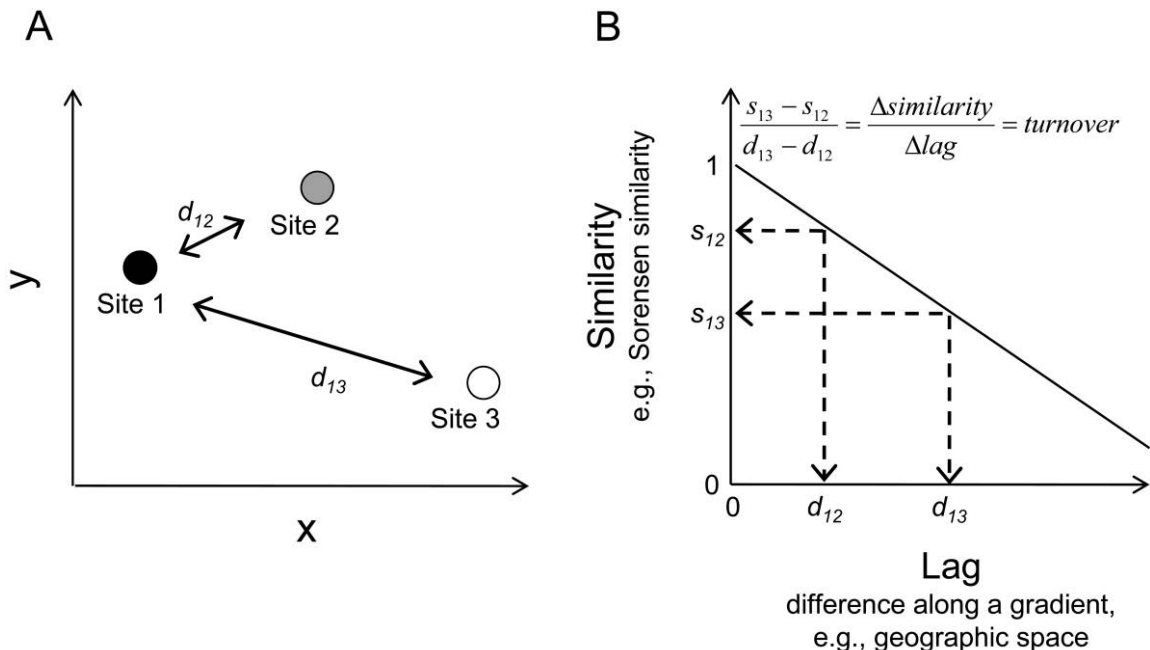 A
y
d12
Site 2
Site 1
d13
Site 3
x
B
s13 − s12 / d13 − d12 = Δsimilarity / Δlag = turnover
Similarity
e.g., Sorensen similarity
1
s12
s13
0
0
d12
d13
Lag
difference along a gradient,
e.g., geographic space